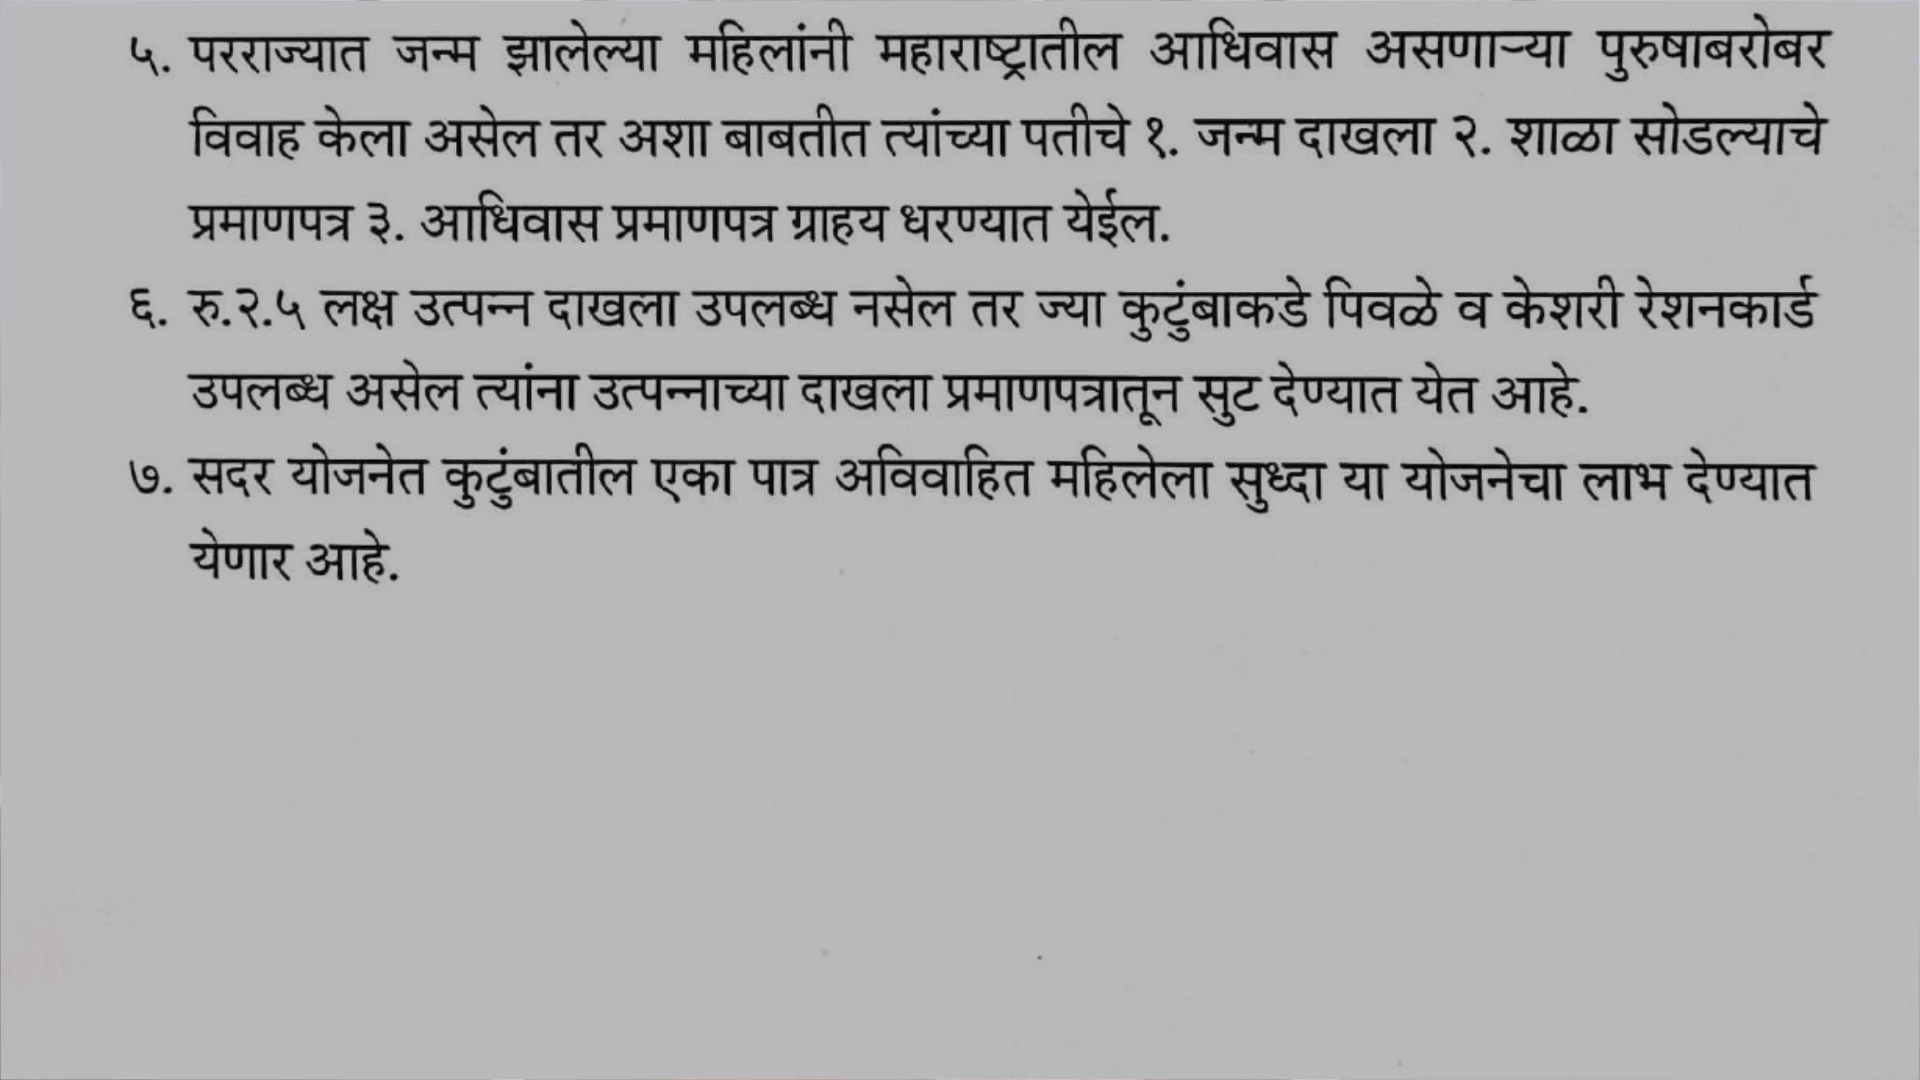 ५. परराज्यात जन्म झालेल्या महिलांनी महाराष्ट्रातील आधिवास असणाऱ्या पुरुषाबरोबर
विवाह केला असेल तर अशा बाबतीत त्यांच्या पतीचे १. जन्म दाखला २. शाळा सोडल्याचे
प्रमाणपत्र ३. आधिवास प्रमाणपत्र ग्राहय धरण्यात येईल.
६. रु.२.५ लक्ष उत्पन्न दाखला उपलब्ध नसेल तर ज्या कुटुंबाकडे पिवळे व केशरी रेशनकार्ड
उपलब्ध असेल त्यांना उत्पन्नाच्या दाखला प्रमाणपत्रातून सुट देण्यात येत आहे.
७. सदर योजनेत कुटुंबातील एका पात्र अविवाहित महिलेला सुध्दा या योजनेचा लाभ देण्यात
येणार आहे.